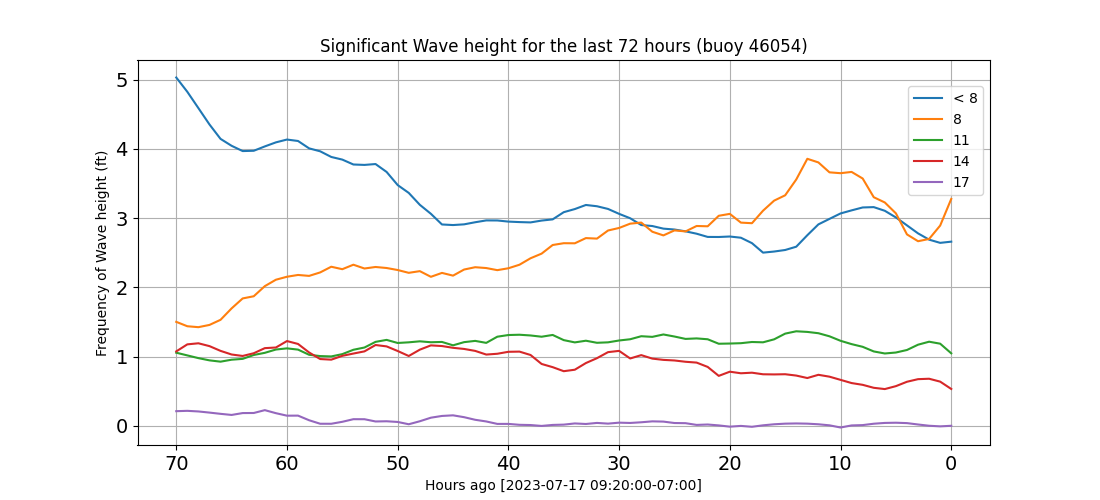 Significant Wave height for the last 72 hours (buoy 46054)
Frequency of Wave height (ft)
5
4
3
2
1
0
< 8
8
11
14
17
70 60 50 40 30 20 10 0
Hours ago [2023-07-17 09:20:00-07:00]